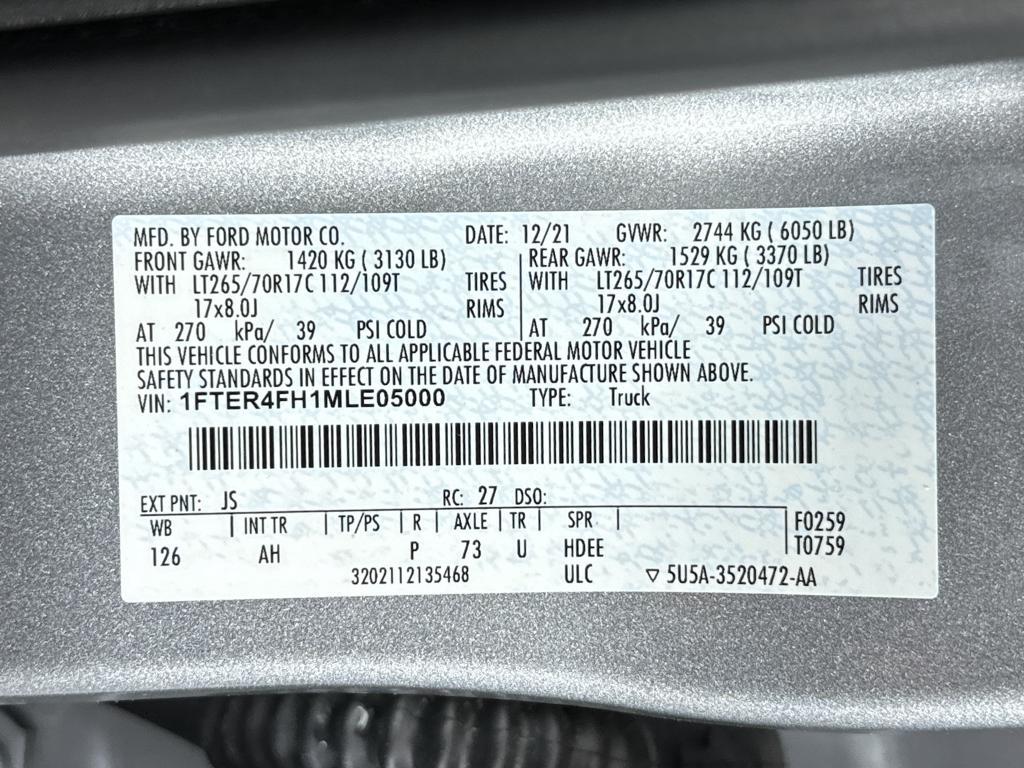 MFD. BY FORD MOTOR CO. DATE: 12/21 GVWR: 2744 KG ( 6050 LB)
FRONT GAWR: 1420 KG ( 3130 LB) REAR GAWR: 1529 KG ( 3370 LB)
WITH LT265/70R17C 112/109T TIRES WITH LT265/70R17C 112/109T TIRES
17x8.0J RIMS 17x8.0J RIMS
AT 270 kPa/ 39 PSI COLD AT 270 kPa/ 39 PSI COLD
THIS VEHICLE CONFORMS TO ALL APPLICABLE FEDERAL MOTOR VEHICLE
SAFETY STANDARDS IN EFFECT ON THE DATE OF MANUFACTURE SHOWN ABOVE.
VIN: 1FTER4FH1MLE05000 TYPE: Truck
EXT PNT: JS RC: 27 DSO:
WB INT TR TP/PS R AXLE TR SPR F0259
126 AH P 73 U HDEE T0759
3202112135468 ULC ▽ 5U5A-3520472-AA